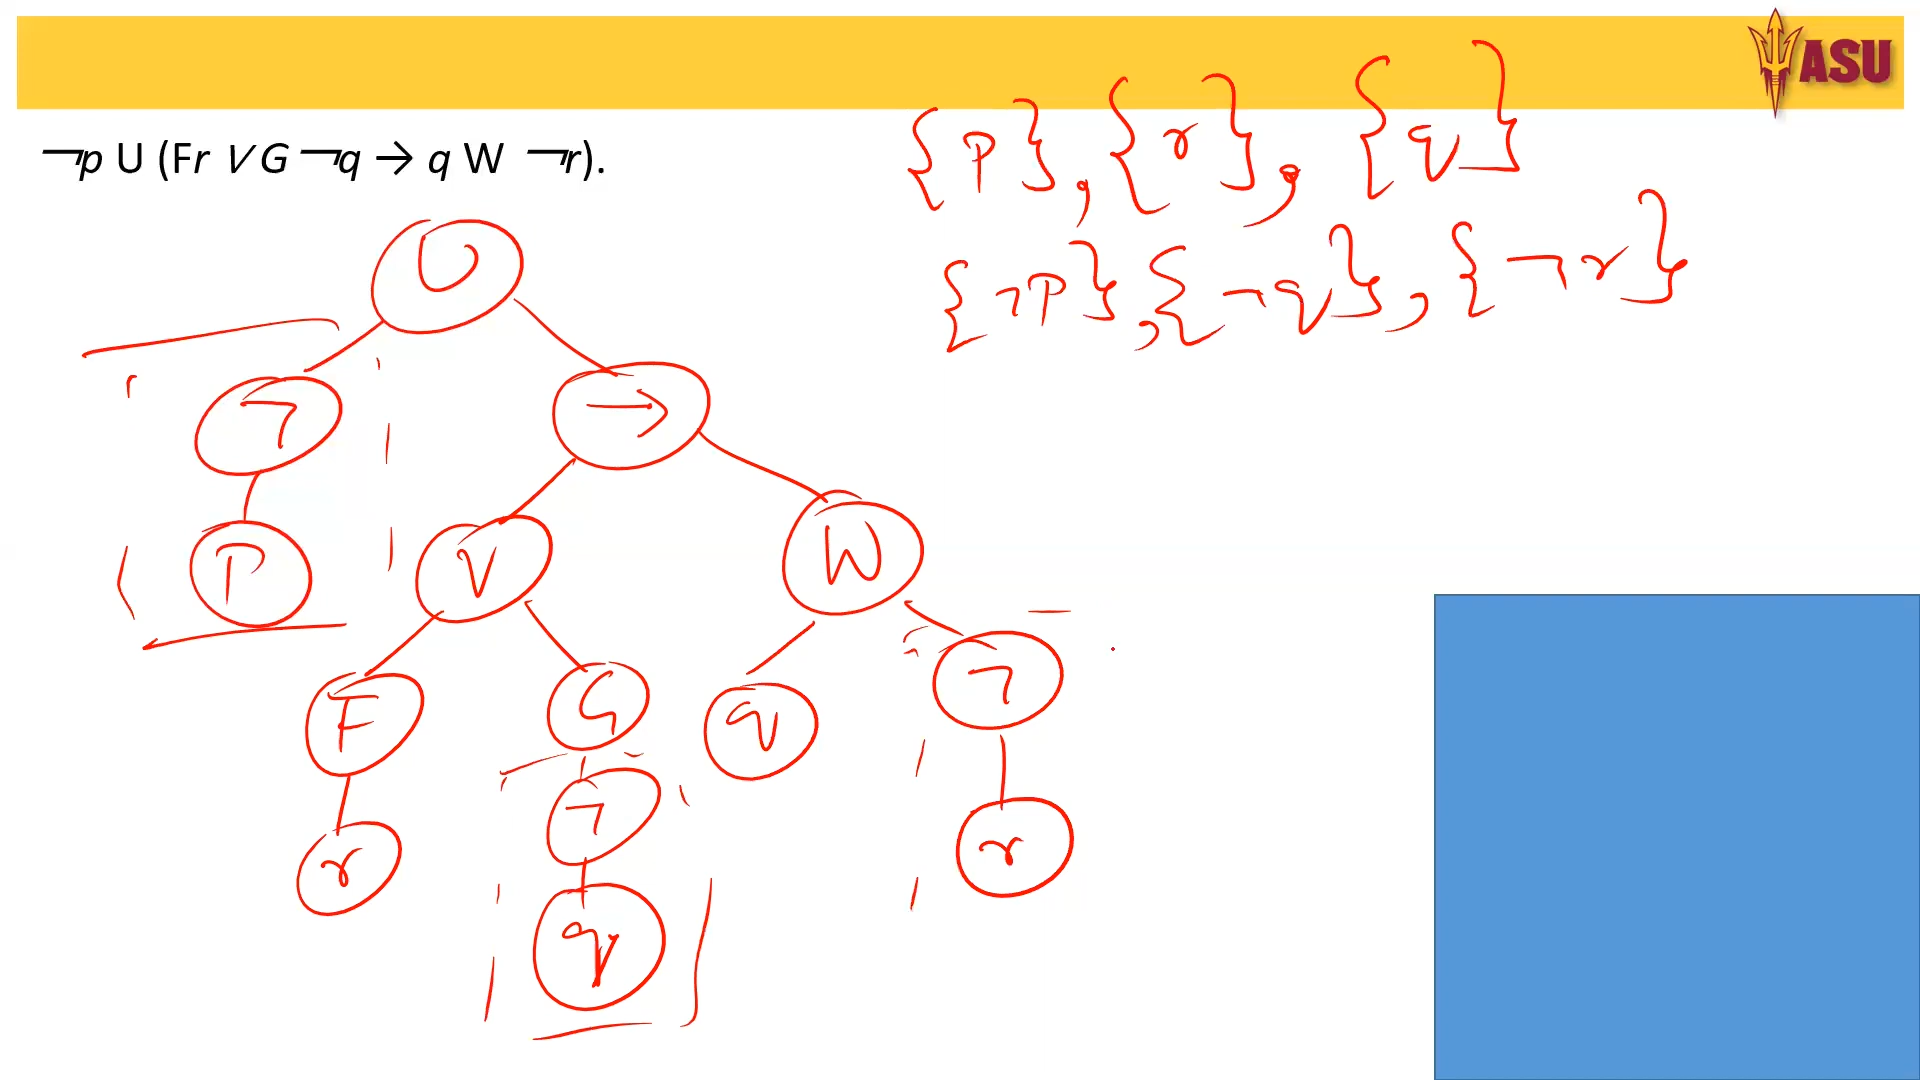 ASU
¬p U (Fr ∨ G¬q → q W ¬r).
{p}, {r}, {q}
{¬p}, {¬q}, {¬r}
U
¬ →
P V W
F G q ¬
¬
r r
q